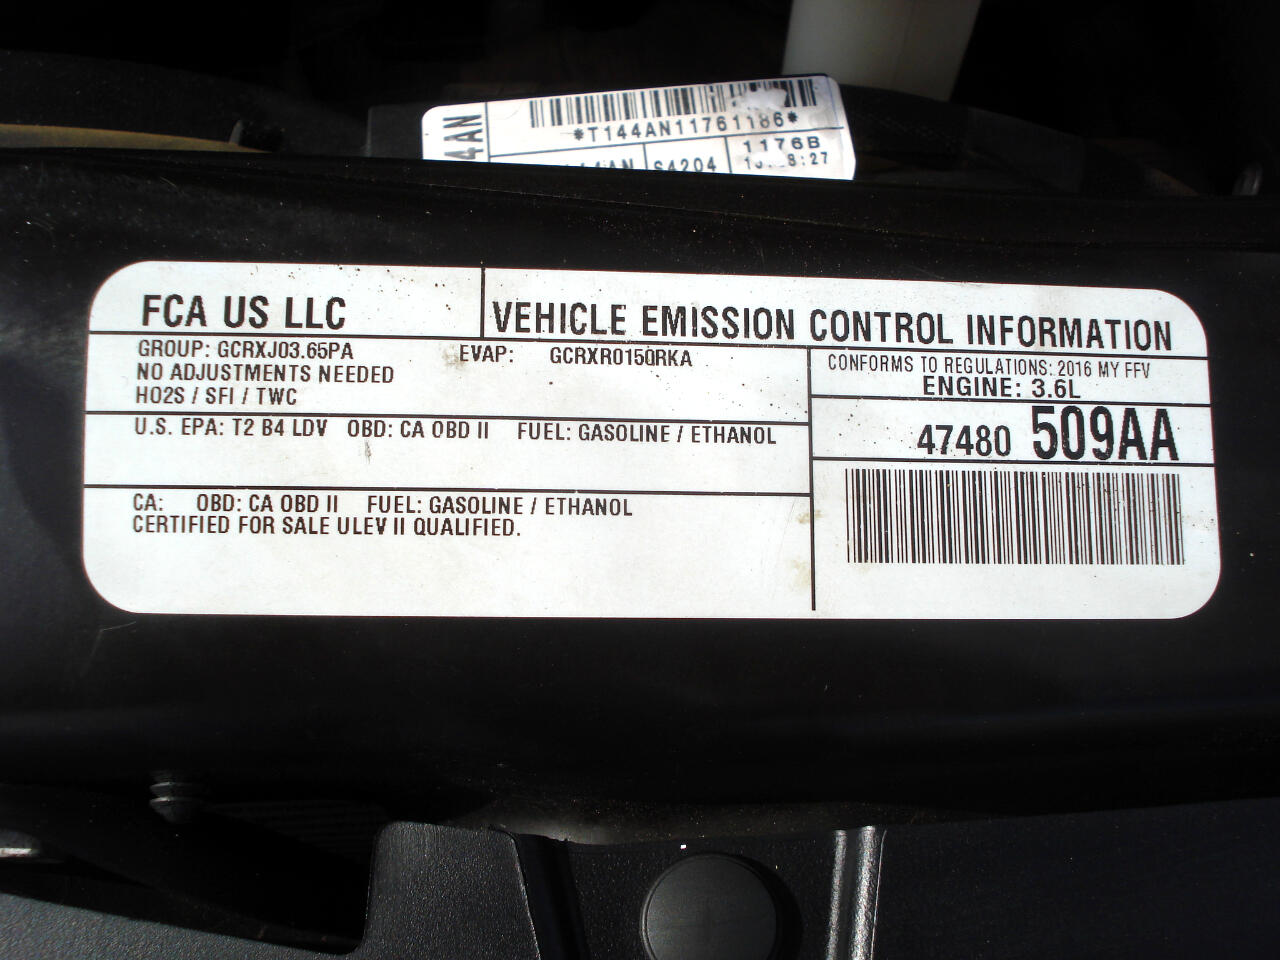 4AN
*T144AN11761186*
S4204
1176B
FCA US LLC
VEHICLE EMISSION CONTROL INFORMATION
GROUP: GCRXJ03.65PA EVAP: GCRXR0150RKA
NO ADJUSTMENTS NEEDED
HO2S / SFI / TWC
CONFORMS TO REGULATIONS: 2016 MY FFV
ENGINE: 3.6L
U.S. EPA: T2 B4 LDV OBD: CA OBD II FUEL: GASOLINE / ETHANOL
47480 509AA
CA: OBD: CA OBD II FUEL: GASOLINE / ETHANOL
CERTIFIED FOR SALE ULEV II QUALIFIED.